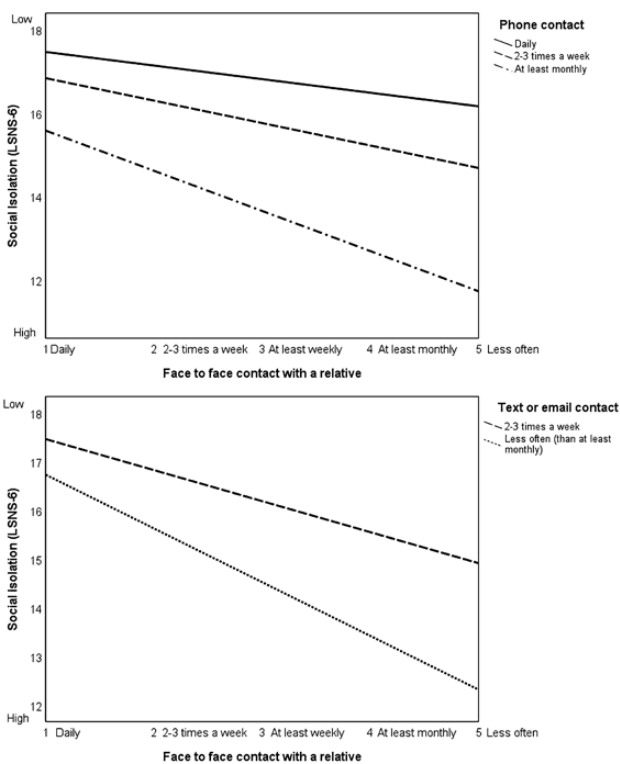 Low
18
16
14
12
High
Social Isolation (LSNS-6)
1 Daily 2 2-3 times a week 3 At least weekly 4 At least monthly 5 Less often
Face to face contact with a relative
Phone contact
Daily
2-3 times a week
At least monthly
Low
18
17
16
15
14
13
12
High
Social Isolation (LSNS-6)
1 Daily 2 2-3 times a week 3 At least weekly 4 At least monthly 5 Less often
Face to face contact with a relative
Text or email contact
2-3 times a week
Less often (than at least
monthly)